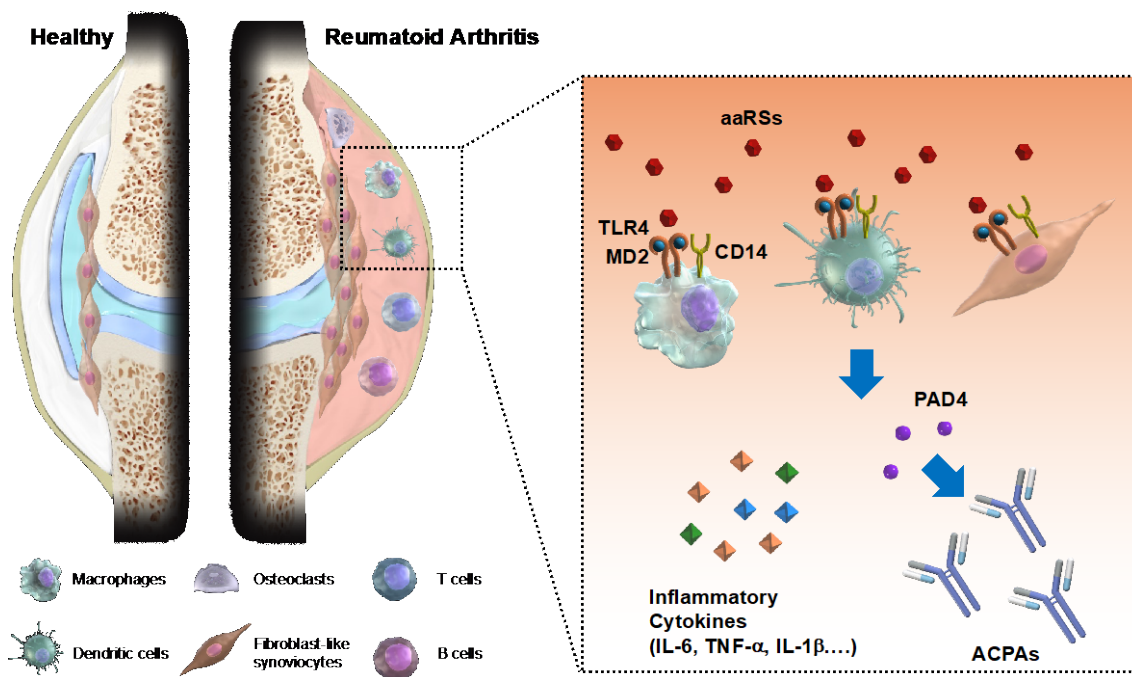 Healthy
Reumatoid Arthritis
aaRSs
TLR4
MD2
CD14
PAD4
Inflammatory
Cytokines
(IL-6, TNF-α, IL-1β....)
ACPAs
Macrophages
Osteoclasts
T cells
Dendritic cells
Fibroblast-like
synoviocytes
B cells